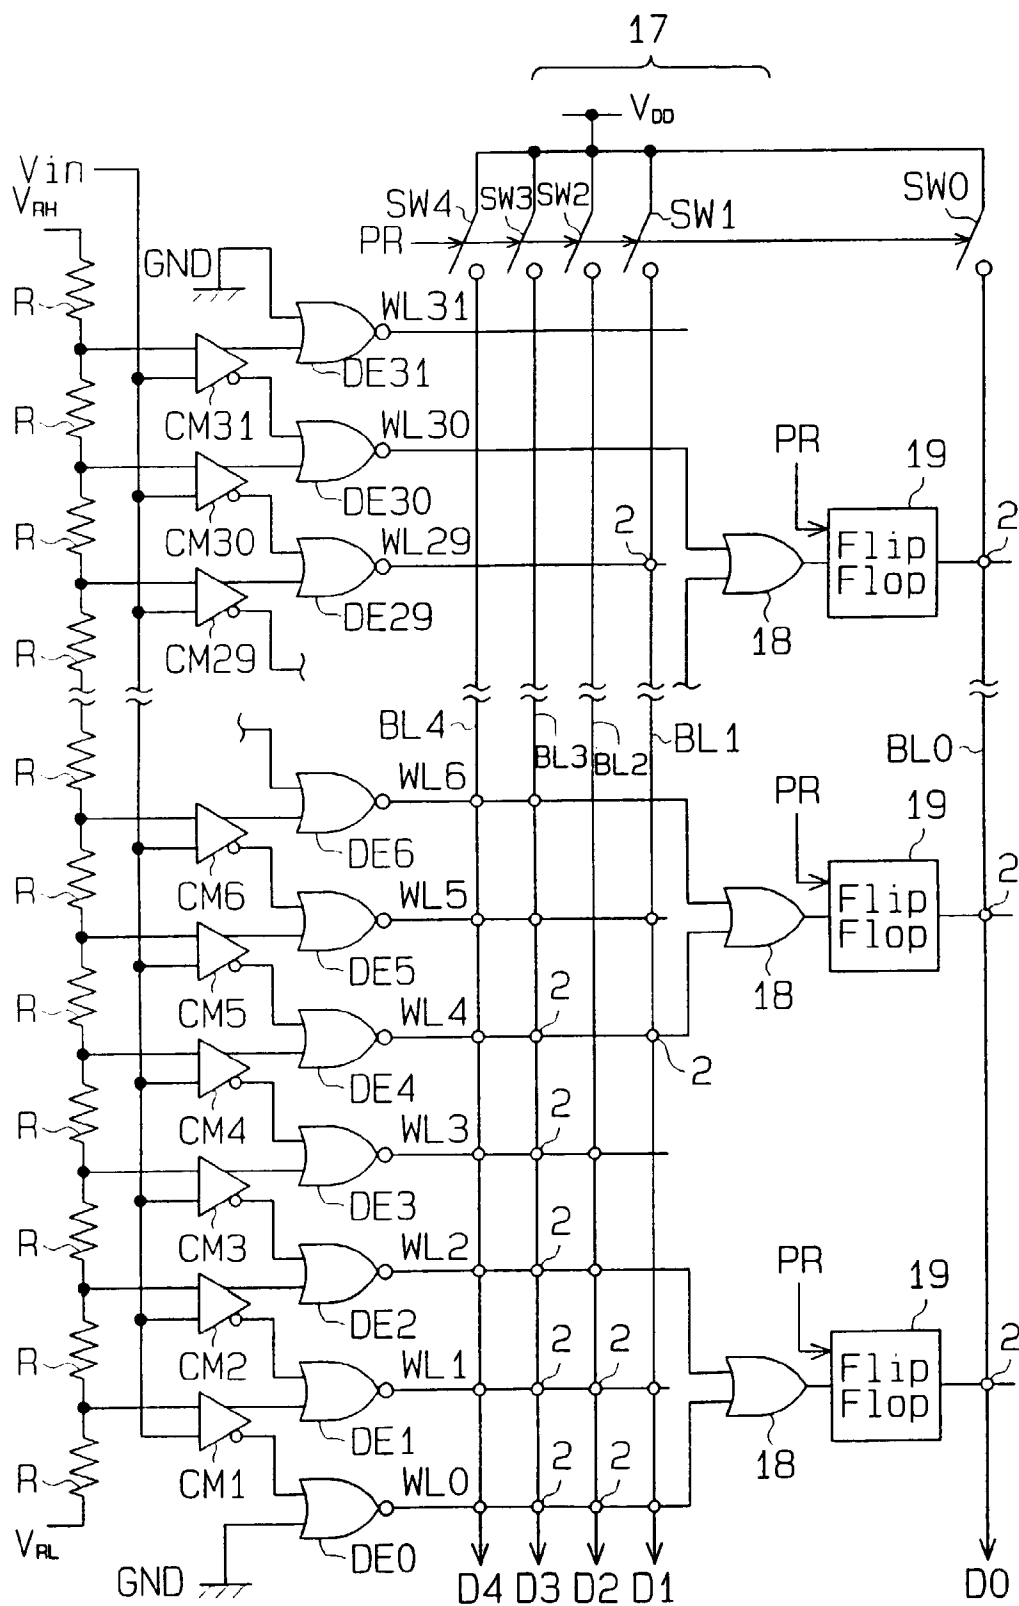 17
VDD
Vin
VRH
SW4
SW3
SW2
SW1
SW0
PR
GND
WL31
R
DE31
CM31
WL30
R
DE30
PR
19
CM30
WL29
2
Flip
Flop
2
R
DE29
18
CM29
R
BL4
BL3
BL2
BL1
BL0
R
WL6
PR
19
DE6
CM6
WL5
Flip
Flop
2
R
DE5
18
CM5
WL4
2
R
DE4
2
CM4
WL3
2
R
DE3
CM3
WL2
2
R
PR
19
DE2
CM2
WL1
2
2
Flip
Flop
2
R
DE1
18
CM1
WL0
2
2
R
VRL
DE0
GND
D4
D3
D2
D1
D0